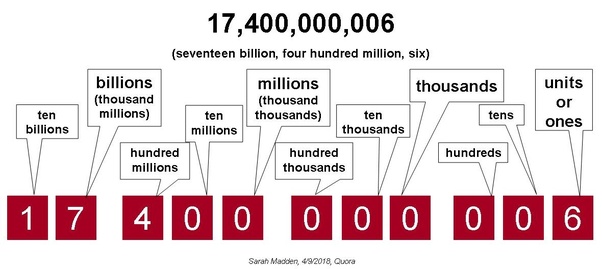 17,400,000,006
(seventeen billion, four hundred million, six)
ten
billions
billions
(thousand
millions)
hundred
millions
ten
millions
millions
(thousand
thousands)
hundred
thousands
ten
thousands
thousands
hundreds
tens
units
or
ones
1 7 4 0 0 0 0 0 0 0 6
Sarah Madden, 4/9/2018, Quora